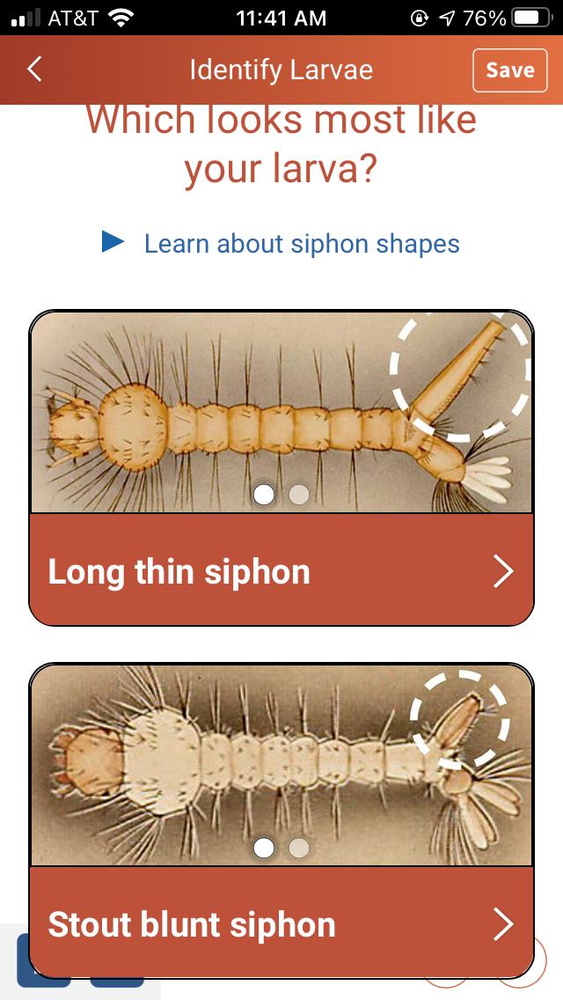 AT&T 11:41 AM 76%
Identify Larvae Save
Which looks most like
your larva?
Learn about siphon shapes
Long thin siphon
Stout blunt siphon